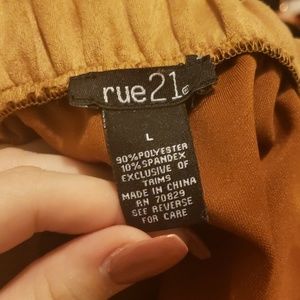 rue21®
L
90%POLYESTER
10%SPANDEX
EXCLUSIVE OF
TRIMS
MADE IN CHINA
RN 70829
SEE REVERSE
FOR CARE